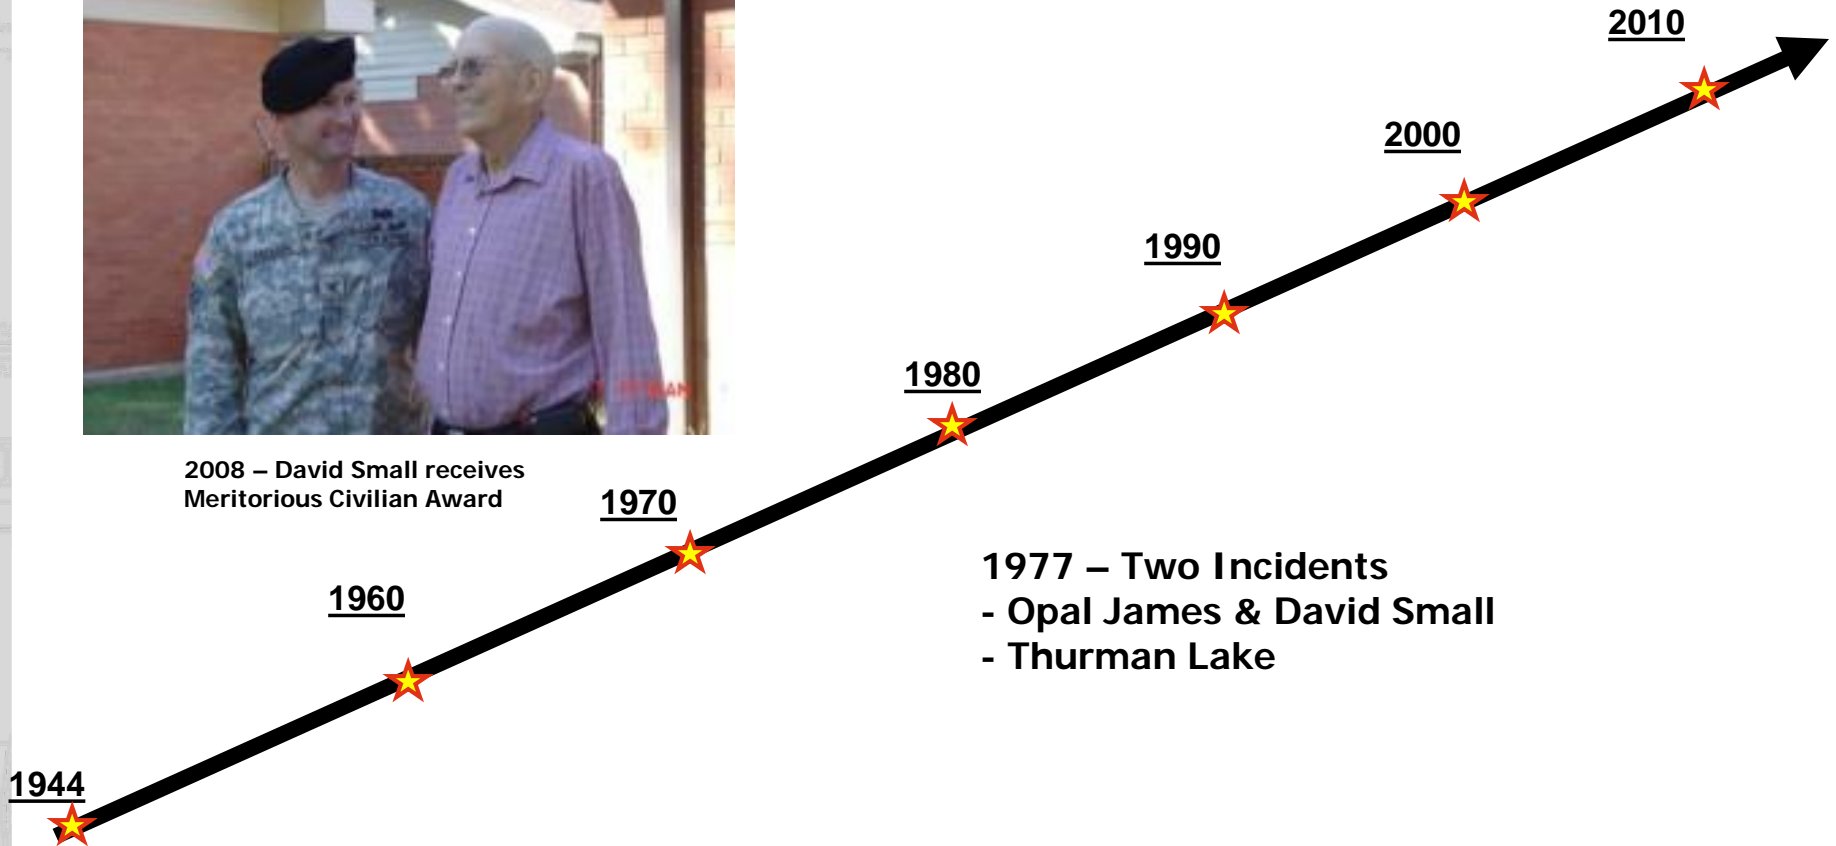 2010
2000
1990
1980
2008 – David Small receives
Meritorious Civilian Award
1970
1977 – Two Incidents
- Opal James & David Small
- Thurman Lake
1960
1944